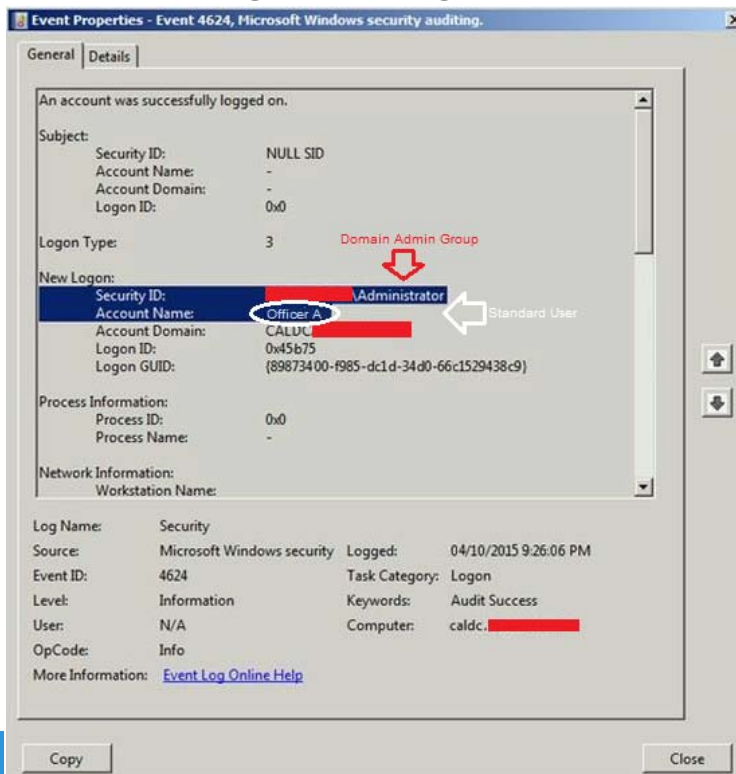 Event Properties - Event 4624, Microsoft Windows security auditing.
General Details
An account was successfully logged on.
Subject:
Security ID: NULL SID
Account Name: -
Account Domain: -
Logon ID: 0x0
Logon Type: 3
Domain Admin Group
New Logon:
Security ID: \Administrator
Account Name: Officer A
Standard User
Account Domain: CALDC
Logon ID: 0x45b75
Logon GUID: {89873400-f985-dc1d-34d0-66c1529438c9}
Process Information:
Process ID: 0x0
Process Name: -
Network Information:
Workstation Name:
Log Name: Security
Source: Microsoft Windows security Logged: 04/10/2015 9:26:06 PM
Event ID: 4624 Task Category: Logon
Level: Information Keywords: Audit Success
User: N/A Computer: caldc.
OpCode: Info
More Information: Event Log Online Help
Copy Close